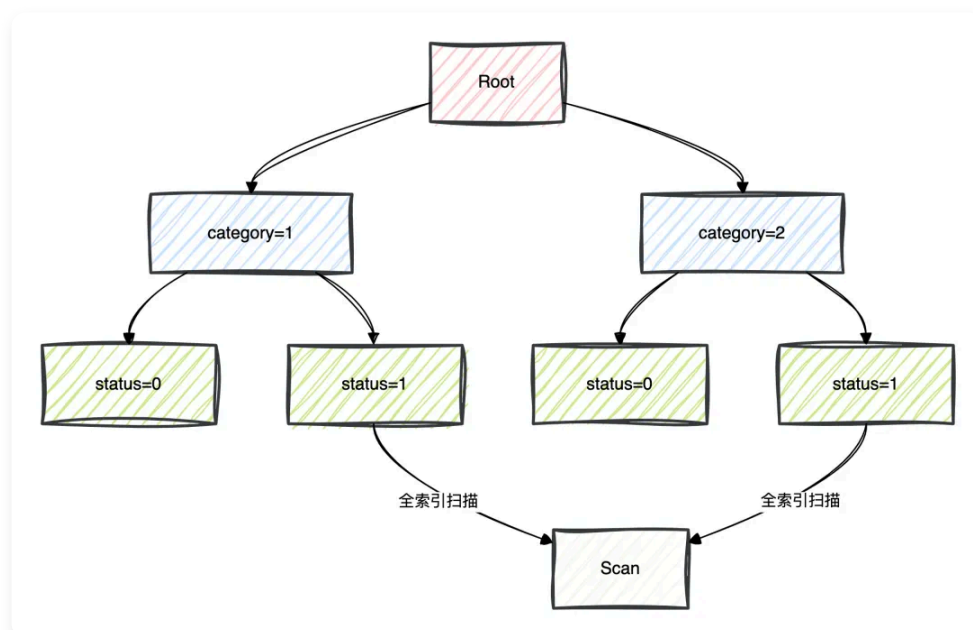 Root
category=1
category=2
status=0
status=1
status=0
status=1
全索引扫描
全索引扫描
Scan